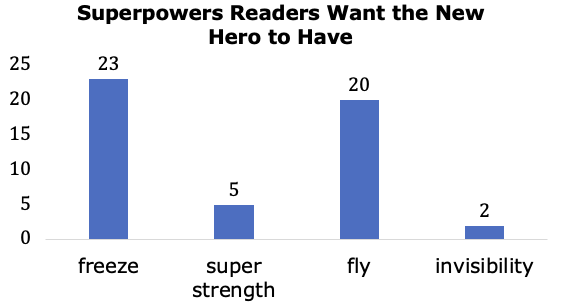 Superpowers Readers Want the New
Hero to Have
25
20
15
10
5
0
23
5
20
2
freeze
super
strength
fly
invisibility